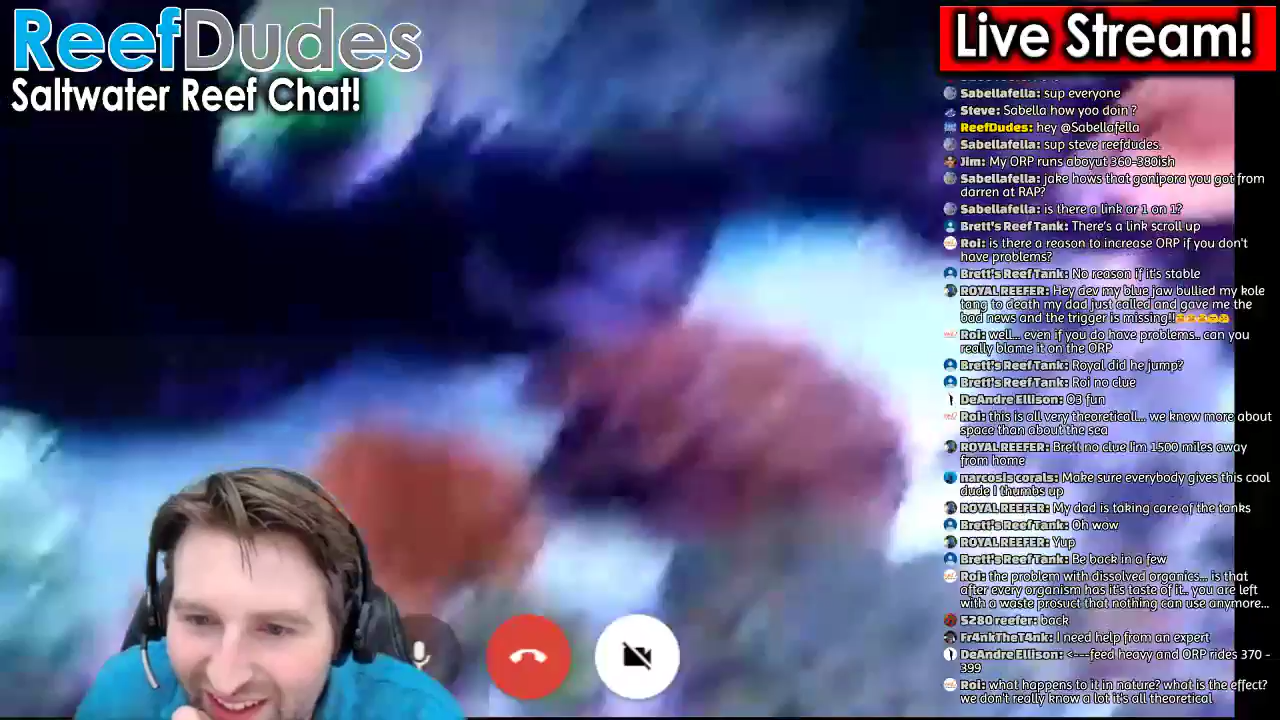 ReefDudes
Saltwater Reef Chat!
Live Stream!
Sabellafella: sup everyone
Steve: Sabella how yoo doin?
ReefDudes: hey @Sabellafella
Sabellafella: sup steve reefdudes.
Jim: My ORP runs aboyut 360-380ish
Sabellafella: jake hows that gonipora you got from
darren at RAP?
Sabellafella: is there a link or 1 on 1?
Brett's Reef Tank: There's a link scroll up
Roi: is there a reason to increase ORP if you don't
have problems?
Brett's Reef Tank: No reason if it's stable
ROYAL REEFER: Hey dev my blue jaw bullied my kole
tang to death my dad just called and gave me the
bad news and the trigger is missing!!
Roi: well... even if you do have problems.. can you
really blame it on the ORP
Brett's Reef Tank: Royal did he jump?
Brett's Reef Tank: Roi no clue
DeAndre Ellison: O3 fun
Roi: this is all very theoreticall... we know more about
space than about the sea
ROYAL REEFER: Brett no clue I'm 1500 miles away
from home
narcosis corals: Make sure everybody gives this cool
dude I thumbs up
ROYAL REEFER: My dad is taking care of the tanks
Brett's Reef Tank: Oh wow
ROYAL REEFER: Yup
Brett's Reef Tank: Be back in a few
Roi: the problem with dissolved organics... is that
after every organism has it's taste of it.. you are left
with a waste prosuct that nothing can use anymore...
5280 reefer: back
Fr4nkTheT4nk: I need help from an expert
DeAndre Ellison: <---feed heavy and ORP rides 370 -
399
Roi: what happens to it in nature? what is the effect?
we don't really know a lot it's all theoretical